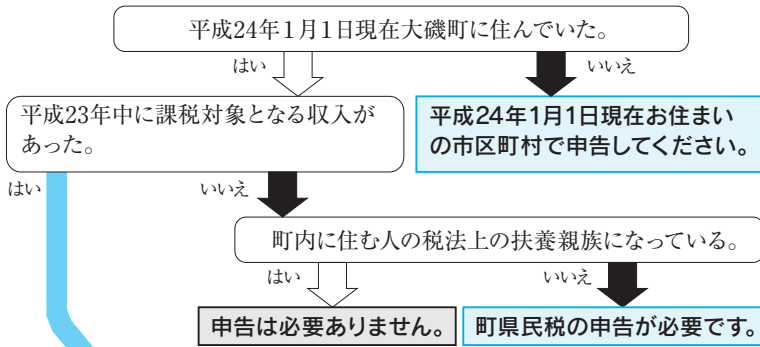 平成24年1月1日現在大磯町に住んでいた。
はい
いいえ
平成23年中に課税対象となる収入が
あった。
平成24年1月1日現在お住まい
の市区町村で申告してください。
はい
いいえ
町内に住む人の税法上の扶養親族になっている。
はい
いいえ
申告は必要ありません。
町県民税の申告が必要です。